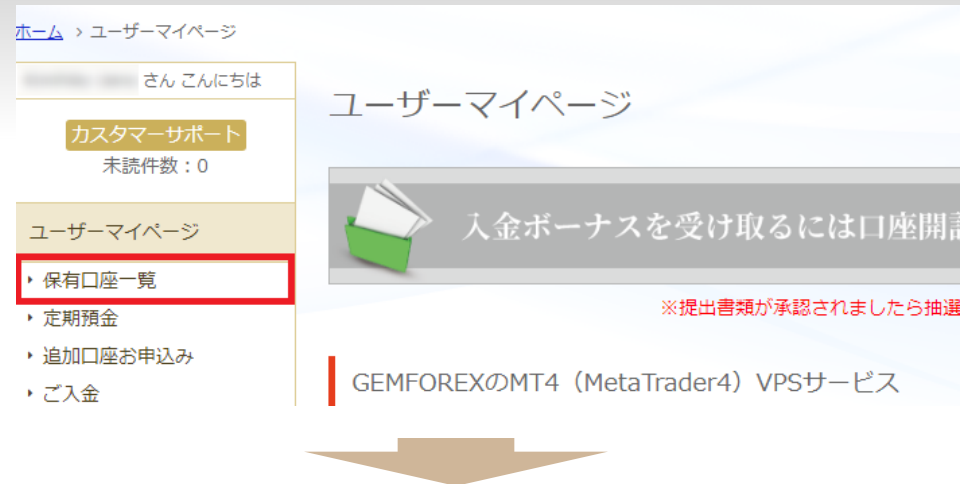 ホーム > ユーザーマイページ
さん こんにちは
カスタマーサポート
未読件数：0
ユーザーマイページ
保有口座一覧
定期預金
追加口座お申込み
ご入金
ユーザーマイページ
入金ボーナスを受け取るには口座開設
※提出書類が承認されましたら抽選
GEMFOREXのMT4（MetaTrader4）VPSサービス